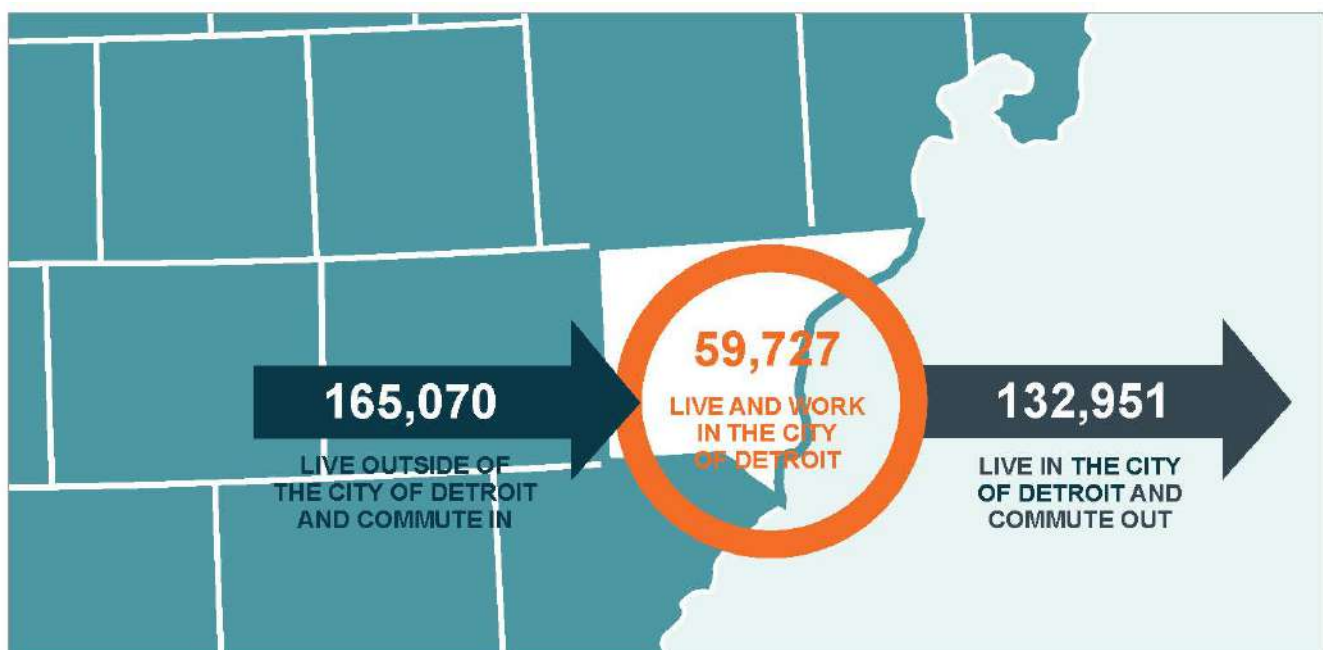 165,070
LIVE OUTSIDE OF
THE CITY OF DETROIT
AND COMMUTE IN
59,727
LIVE AND WORK
IN THE CITY
OF DETROIT
132,951
LIVE IN THE CITY
OF DETROIT AND
COMMUTE OUT